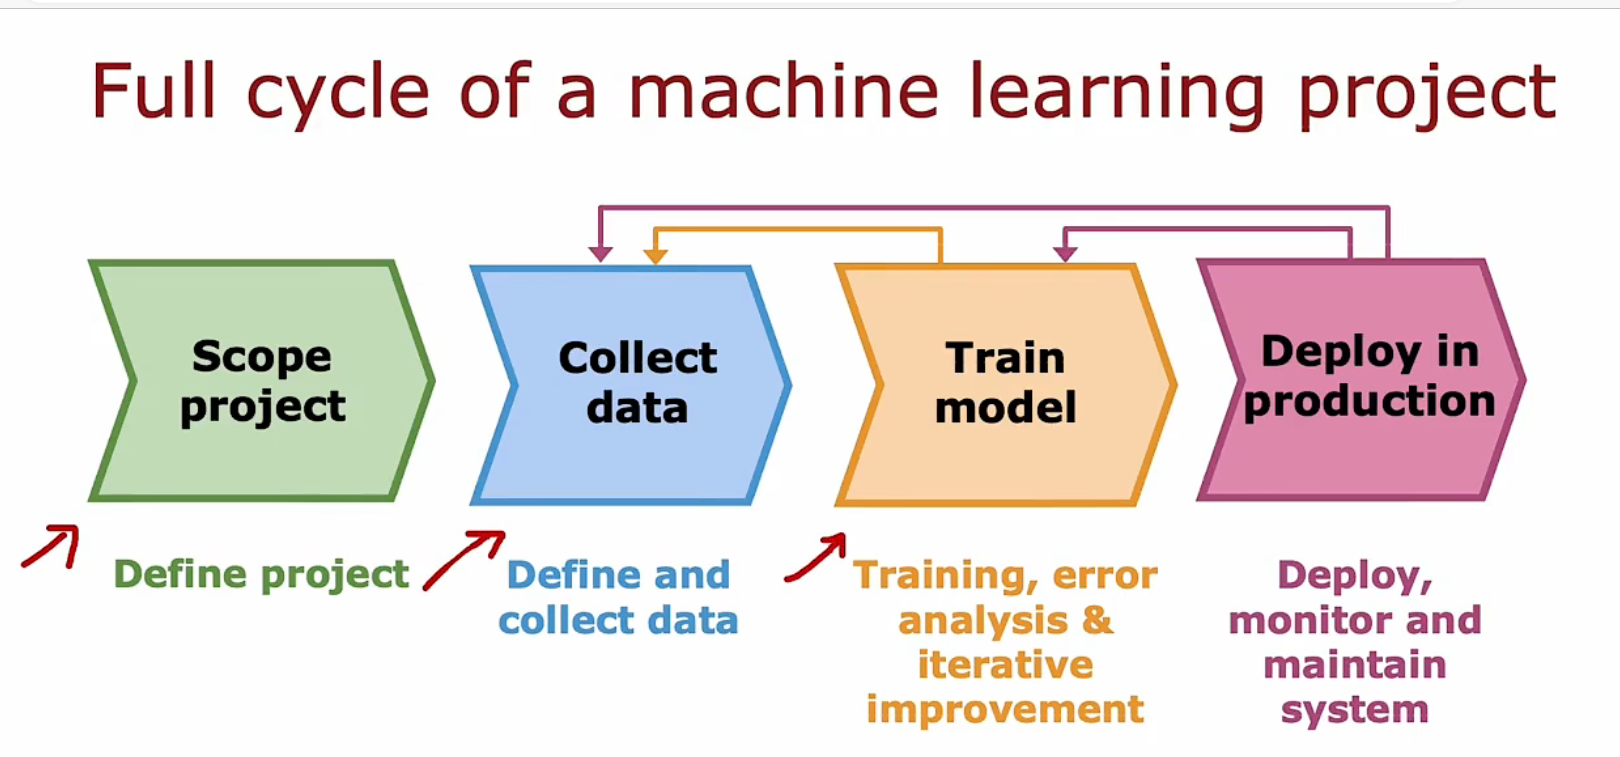 Full cycle of a machine learning project
Scope
project
Collect
data
Train
model
Deploy in
production
Define project
Define and
collect data
Training, error
analysis &
iterative
improvement
Deploy,
monitor and
maintain
system